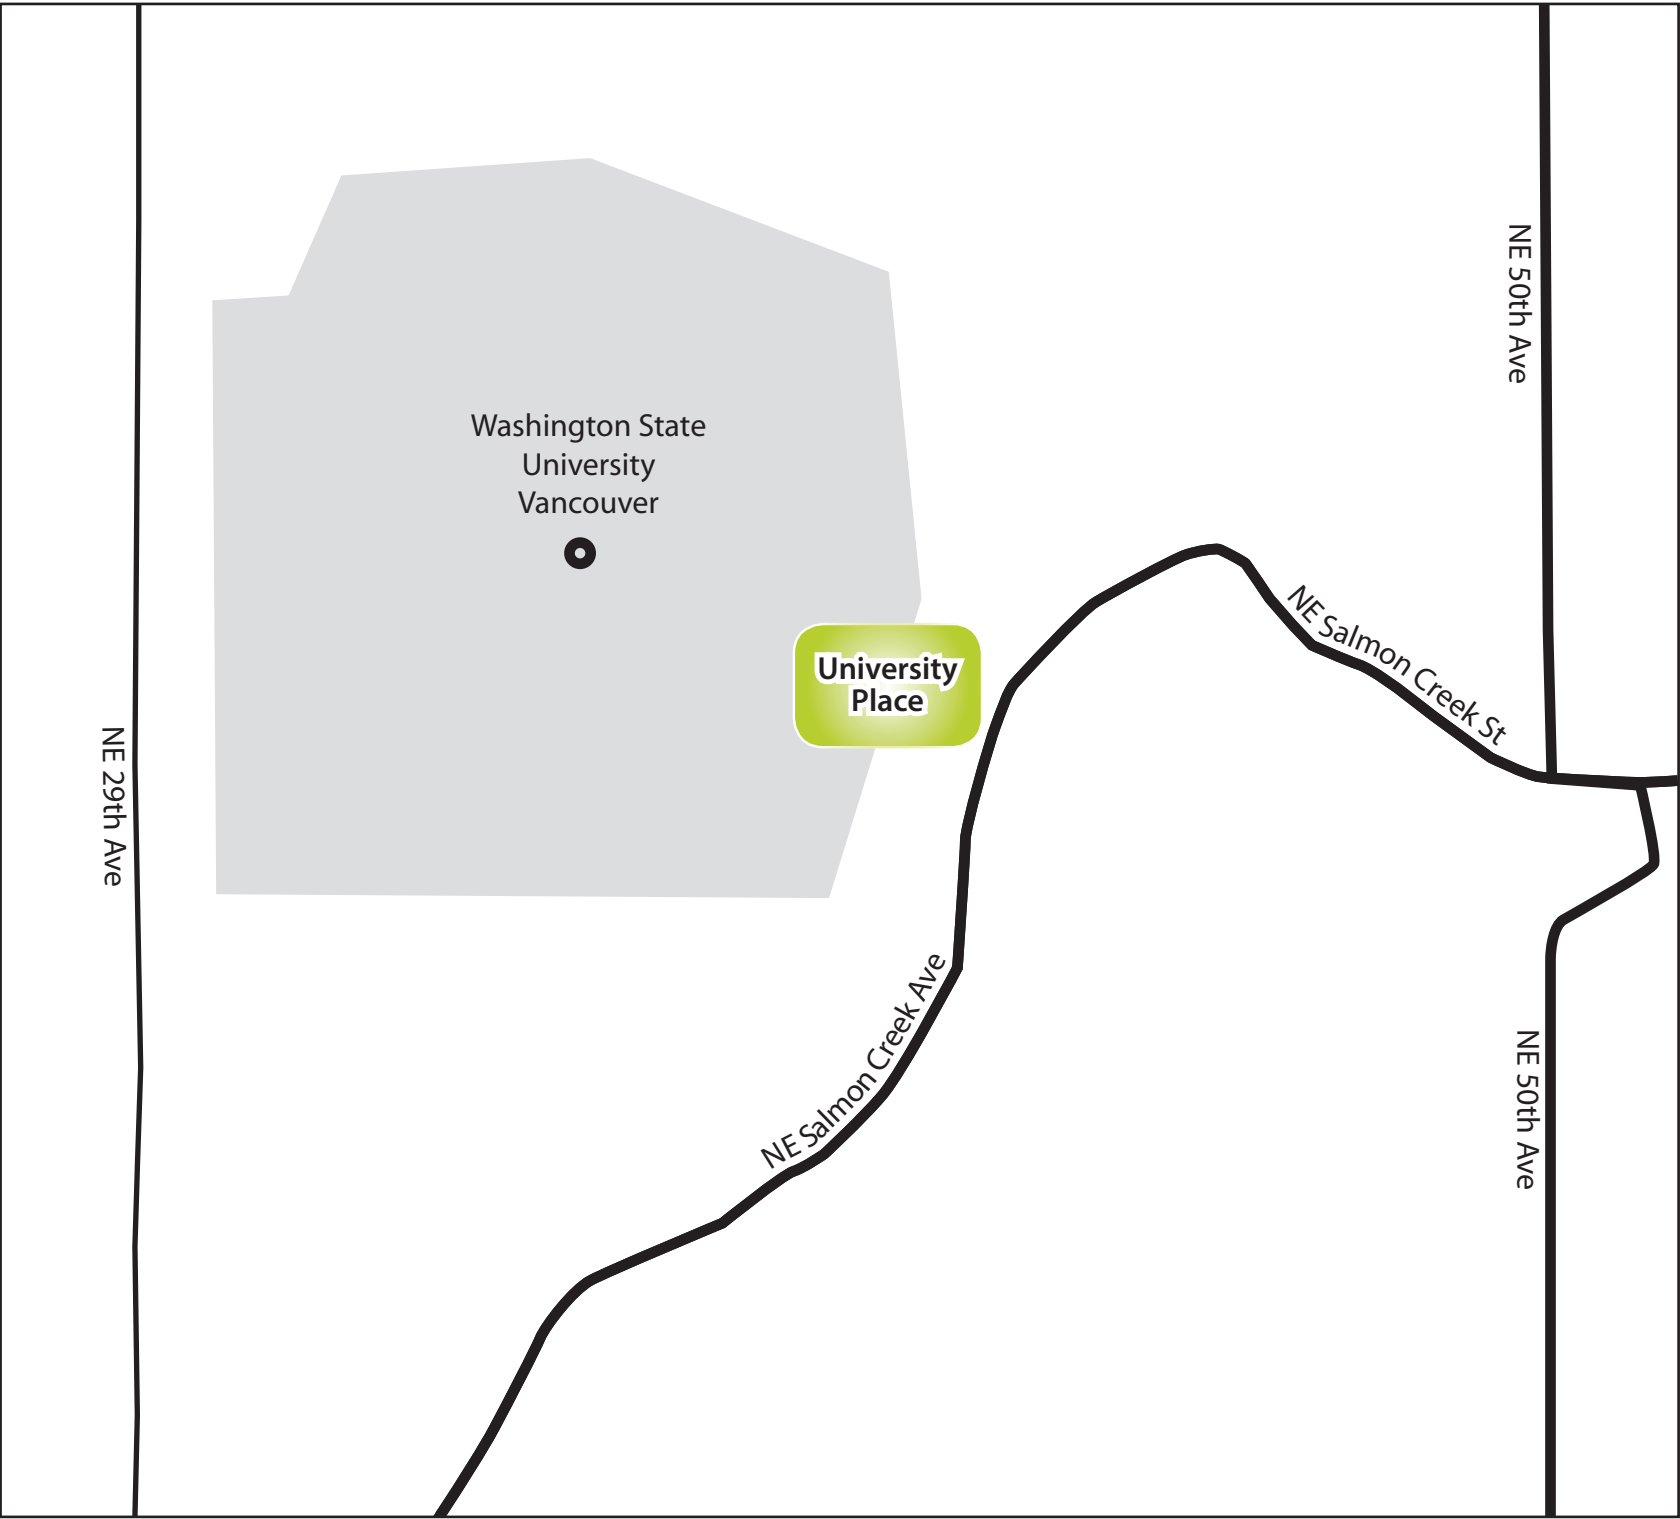 NE 50th Ave
Washington State
University
Vancouver
NE Salmon Creek St
University
Place
NE 29th Ave
NE Salmon Creek Ave
NE 50th Ave